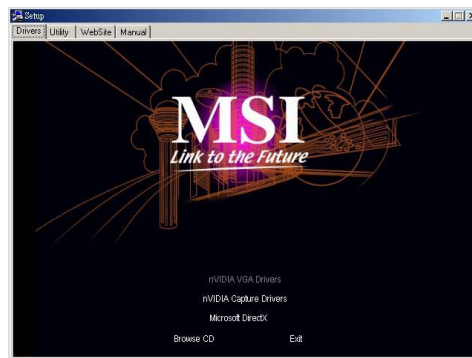 Setup
Drivers Utility WebSite Manual
MSI
Link to the Future
nVIDIA VGA Drivers
nVIDIA Capture Drivers
Microsoft DirectX
Browse CD Exit